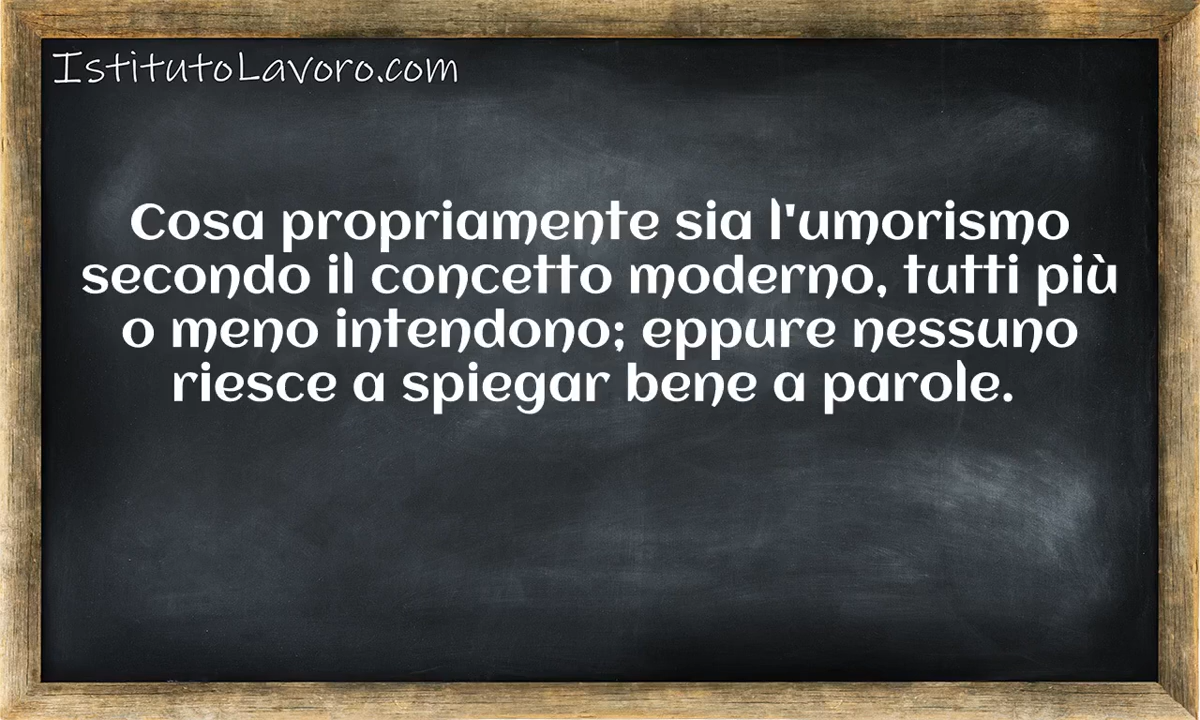 IstitutoLavoro.com
Cosa propriamente sia l'umorismo
secondo il concetto moderno, tutti più
o meno intendono; eppure nessuno
riesce a spiegar bene a parole.